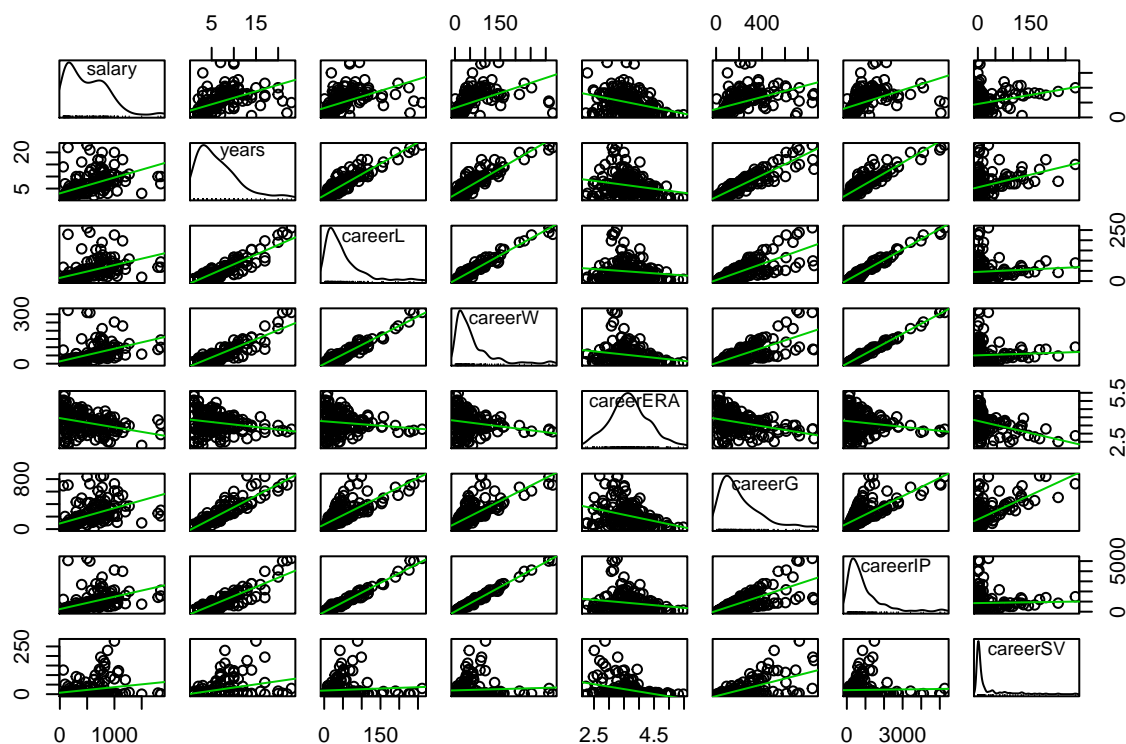 5 15 0 150 0 400 0 150
salary 0
20 5 years
careerL 250 0
300 0 careerW
careerERA 5.5 2.5
800 0 careerG
careerIP 5000 0
250 0 careerSV
0 1000 0 150 2.5 4.5 0 3000